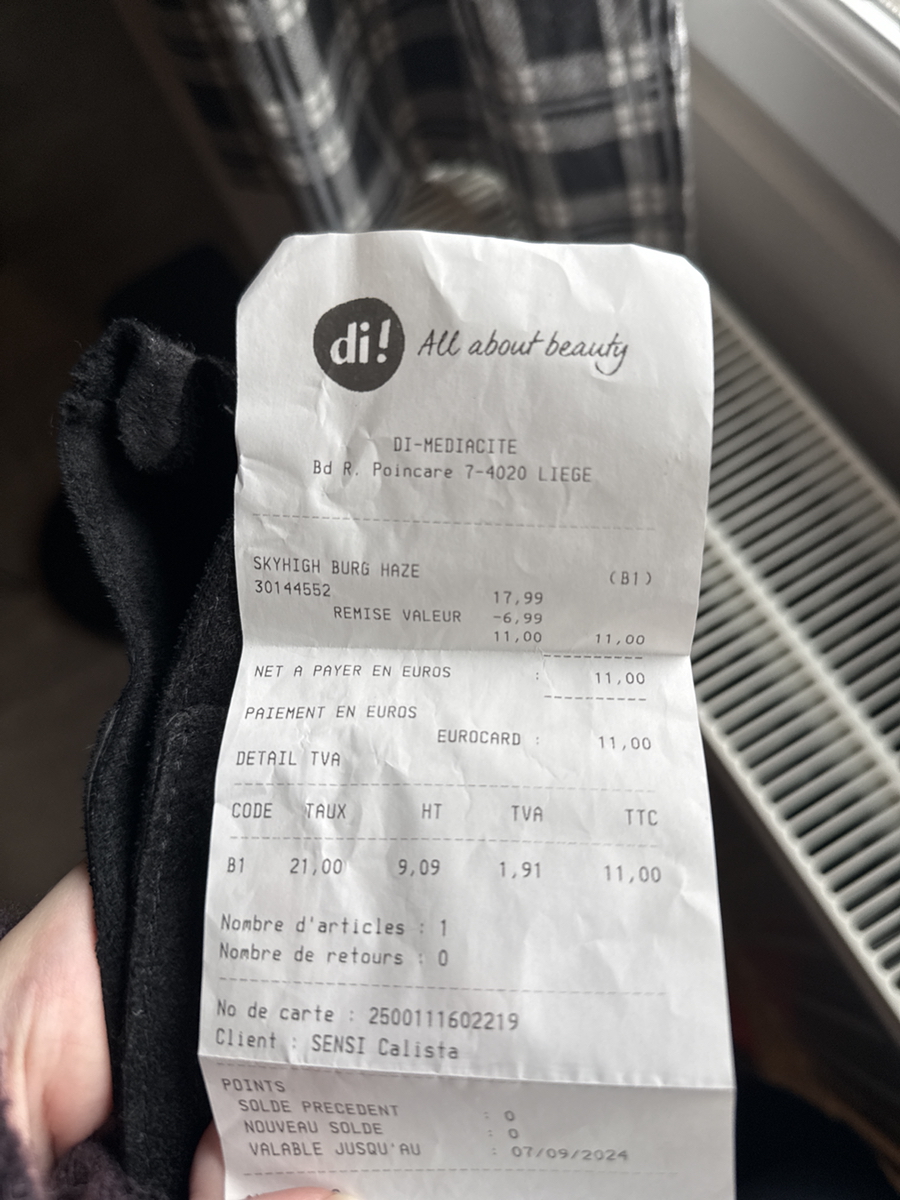 di! All about beauty
DI-MEDIACITE
Bd R. Poincare 7-4020 LIEGE
SKYHIGH BURG HAZE (B1)
30144552 17,99
REMISE VALEUR -6,99
11,00 11,00
NET A PAYER EN EUROS : 11,00
PAIEMENT EN EUROS
EUROCARD : 11,00
DETAIL TVA
CODE TAUX HT TVA TTC
B1 21,00 9,09 1,91 11,00
Nombre d'articles : 1
Nombre de retours : 0
No de carte : 2500111602219
Client : SENSI Calista
POINTS
SOLDE PRECEDENT : 0
NOUVEAU SOLDE : 0
VALABLE JUSQU'AU : 07/09/2024